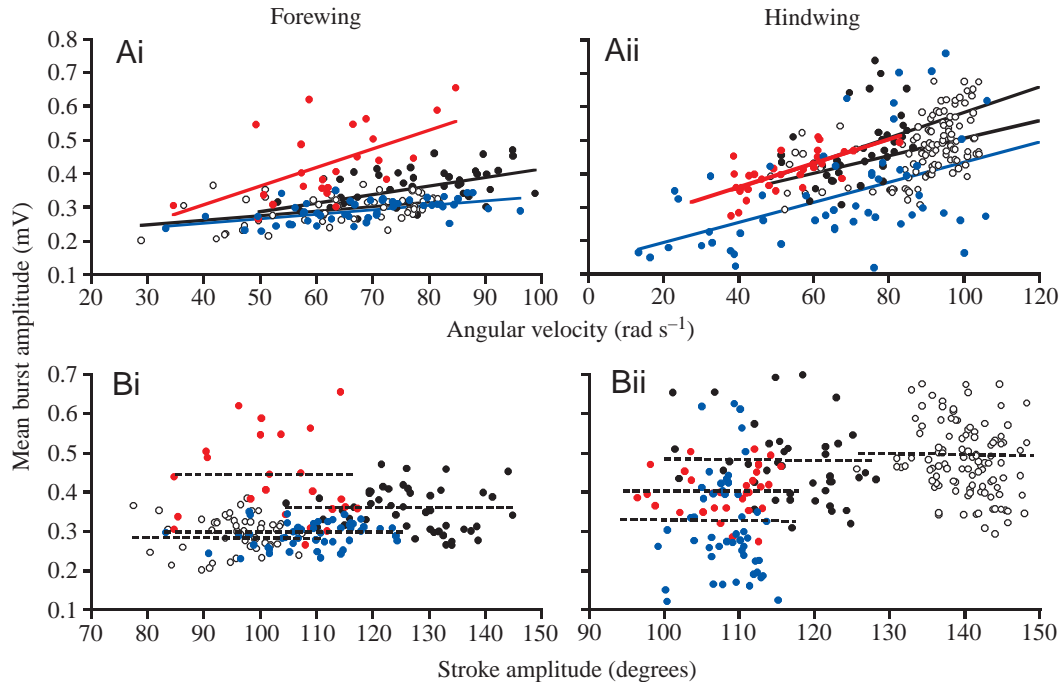 Forewing Hindwing
Ai Aii
0.8
0.7
0.6
0.5
0.4
0.3
0.2
0.1
20 30 40 50 60 70 80 90 100 0 20 40 60 80 100 120
Angular velocity (rad s–1)
Mean burst amplitude (mV)
Bi Bii
0.7
0.6
0.5
0.4
0.3
0.2
0.1
70 80 90 100 110 120 130 140 150 90 100 110 120 130 140 150
Stroke amplitude (degrees)